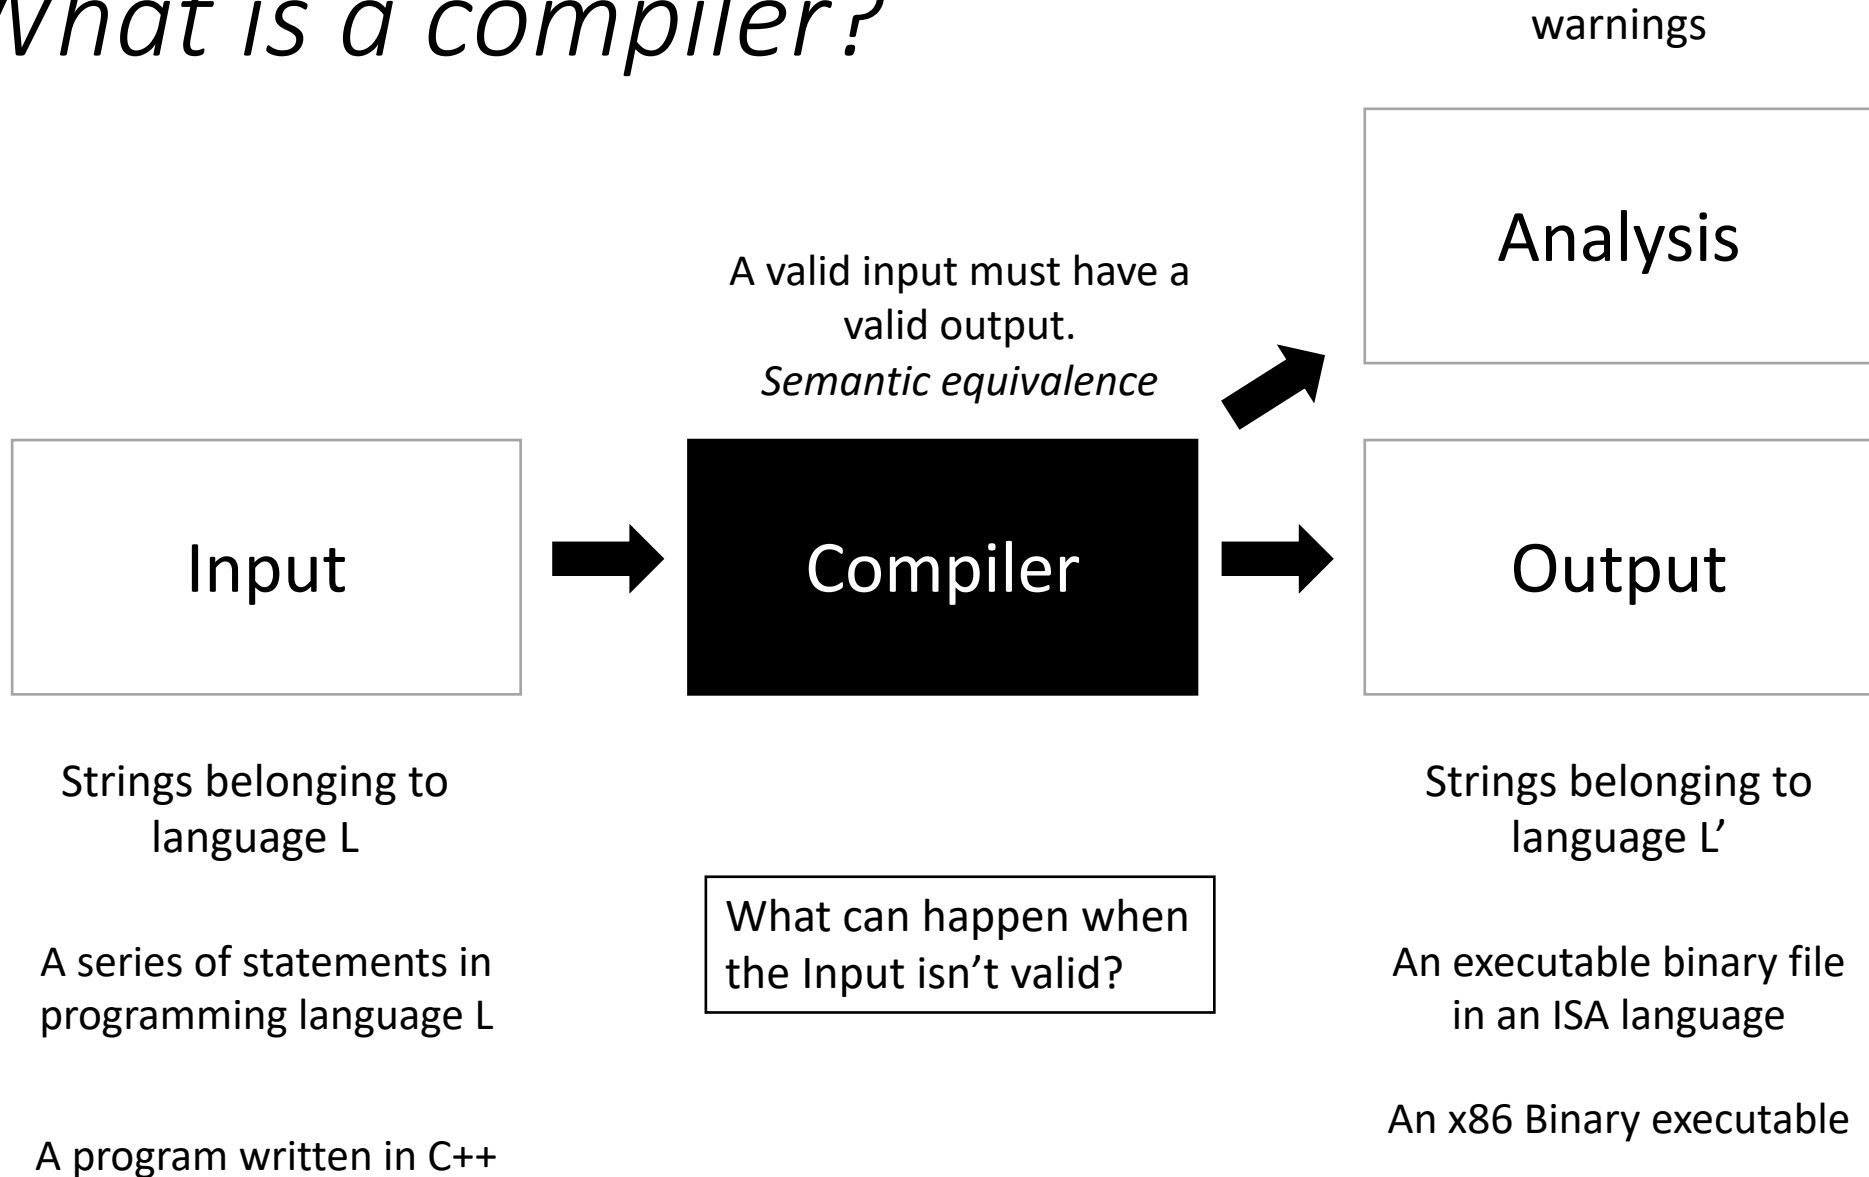 What is a compiler?
warnings
Analysis
A valid input must have a
valid output.
Semantic equivalence
Input
Compiler
Output
Strings belonging to
language L
Strings belonging to
language L’
What can happen when
the Input isn’t valid?
A series of statements in
programming language L
An executable binary file
in an ISA language
An x86 Binary executable
A program written in C++